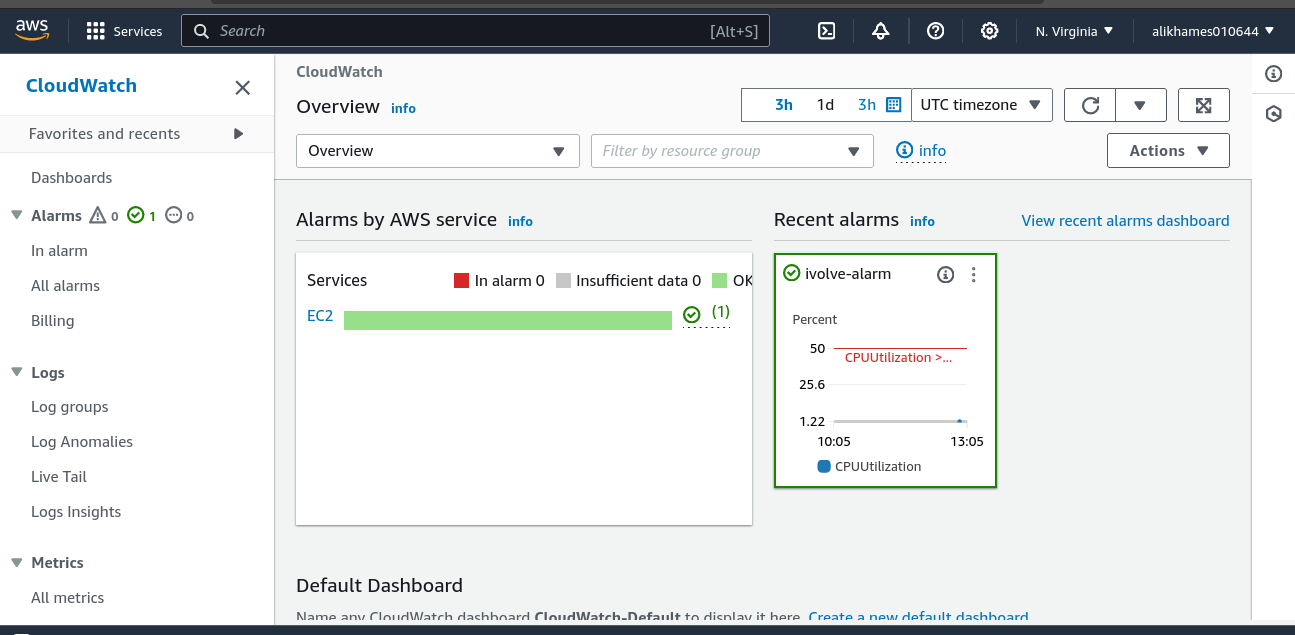 aws
Services
Search
[Alt+S]
N. Virginia
alikhames010644
CloudWatch
Favorites and recents
Dashboards
Alarms 0 1 0
In alarm
All alarms
Billing
Logs
Log groups
Log Anomalies
Live Tail
Logs Insights
Metrics
All metrics
CloudWatch
Overview info
3h 1d 3h UTC timezone
Overview
Filter by resource group
info
Actions
Alarms by AWS service info
Services In alarm 0 Insufficient data 0 OK
EC2 (1)
Recent alarms info View recent alarms dashboard
ivolve-alarm
Percent
50
CPUUtilization >...
25.6
1.22
10:05 13:05
CPUUtilization
Default Dashboard
Name any CloudWatch dashboard CloudWatch-Default to display it here. Create a new default dashboard